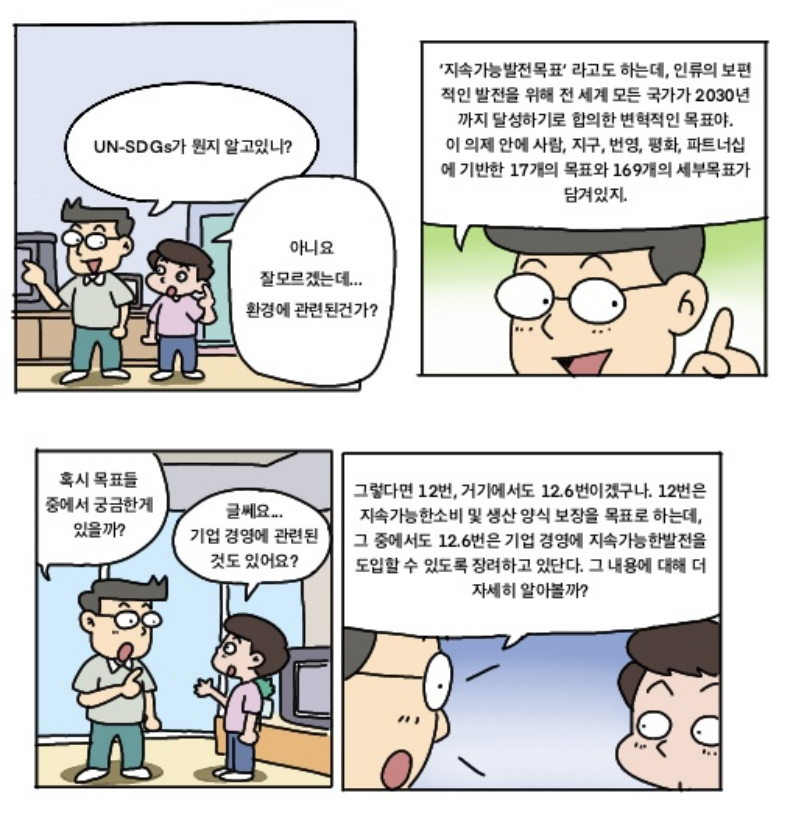 UN-SDGs가 뭔지 알고있니?
아니요
잘모르겠는데...
환경에 관련된건가?
‘지속가능발전목표‘ 라고도 하는데, 인류의 보편
적인 발전을 위해 전 세계 모든 국가가 2030년
까지 달성하기로 합의한 변혁적인 목표야.
이 의제 안에 사람, 지구, 번영, 평화, 파트너십
에 기반한 17개의 목표와 169개의 세부목표가
담겨있지.
혹시 목표들
중에서 궁금한게
있을까?
글쎄요...
기업 경영에 관련된
것도 있어요?
그렇다면 12번, 거기에서도 12.6번이겠구나. 12번은
지속가능한소비 및 생산 양식 보장을 목표로 하는데,
그 중에서도 12.6번은 기업 경영에 지속가능한발전을
도입할 수 있도록 장려하고 있단다. 그 내용에 대해 더
자세히 알아볼까?